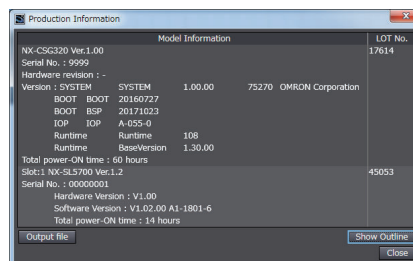 Production Information
Model Information LOT No.
NX-CSG320 Ver.1.00 17614
Serial No. : 9999
Hardware revision : -
Version : SYSTEM SYSTEM 1.00.00 75270 OMRON Corporation
BOOT BOOT 20160727
BOOT BSP 20171023
IOP IOP A-055-0
Runtime Runtime 108
Runtime BaseVersion 1.30.00
Total power-ON time : 60 hours
Slot:1 NX-SL5700 Ver.1.2 45053
Serial No. : 00000001
Hardware Version : V1.00
Software Version : V1.02.00 A1-1801-6
Total power-ON time : 14 hours
Output file Show Outline
Close